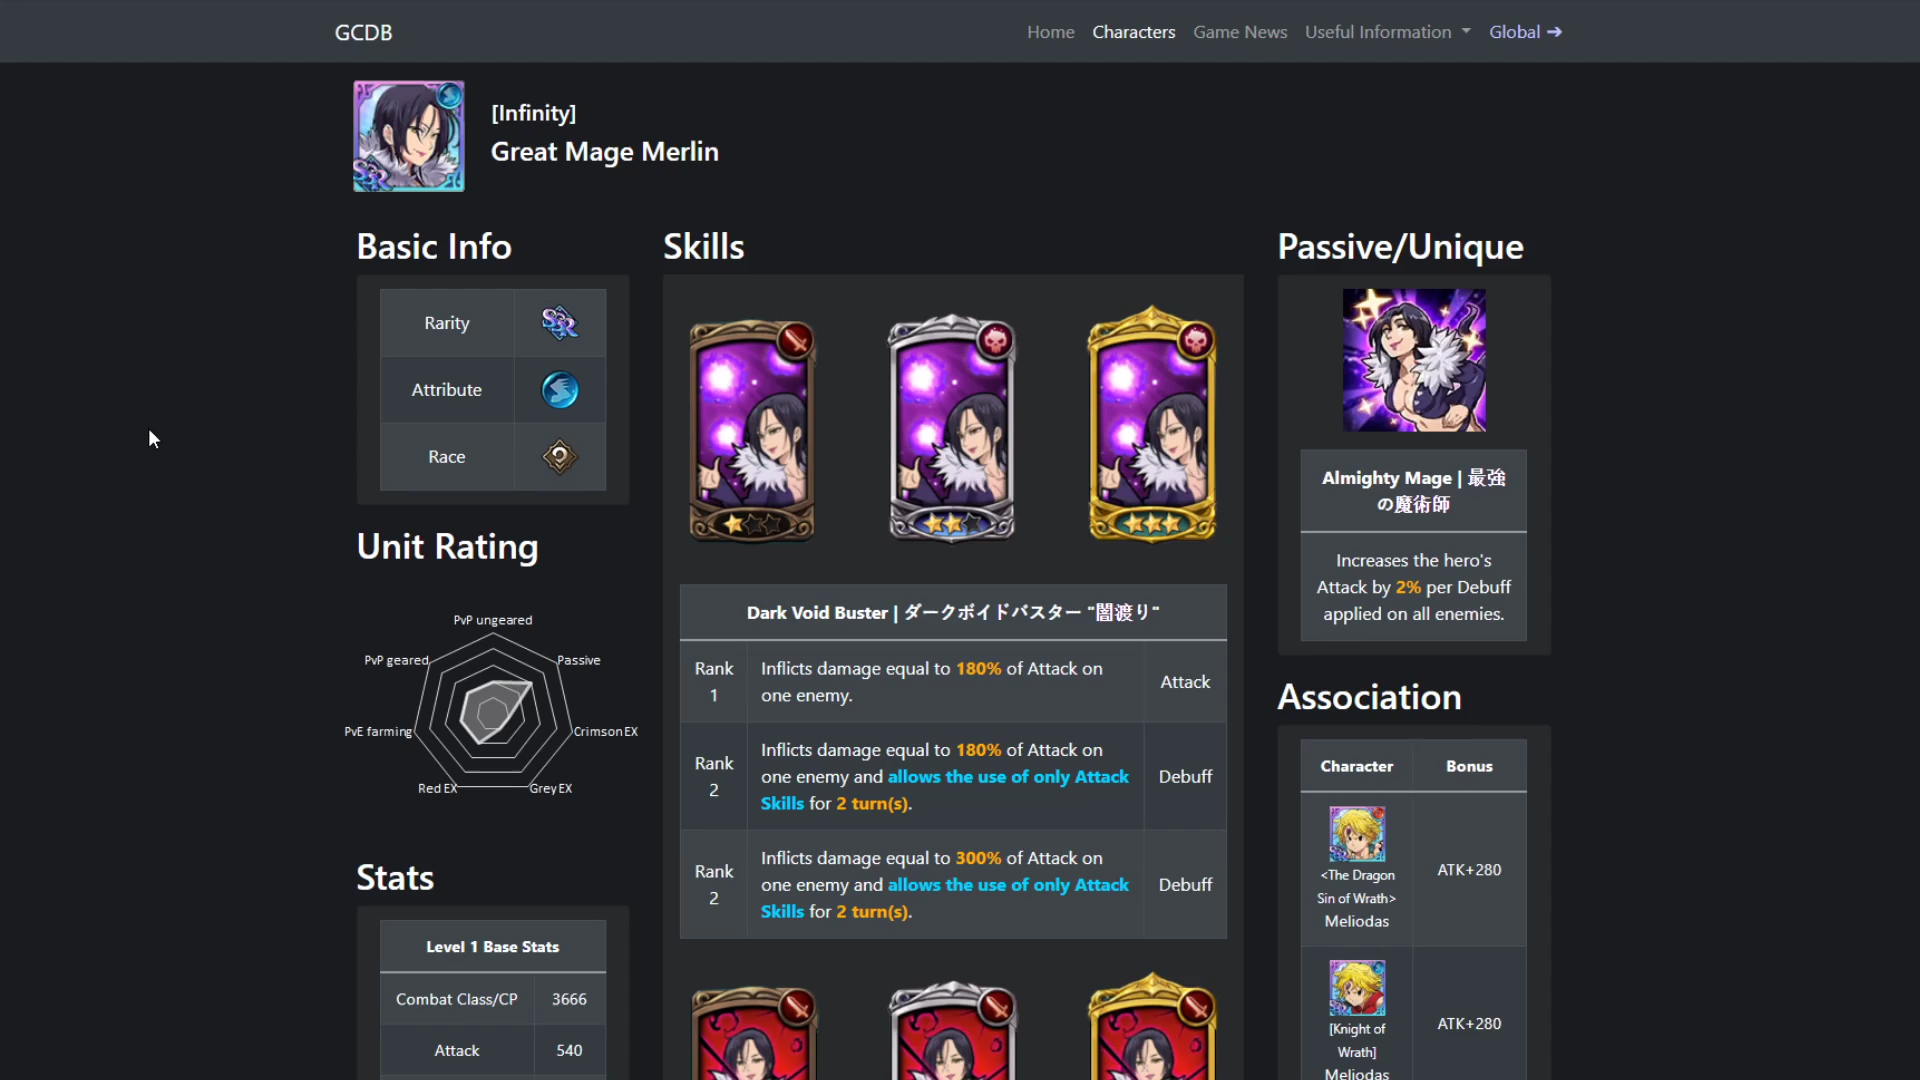 GCDB
Home Characters Game News Useful Information Global ➔
[Infinity]
Great Mage Merlin
Basic Info
Rarity SSR
Attribute
Race
Unit Rating
PvP ungeared
PvP geared
Passive
PvE farming
Crimson EX
Red EX
Grey EX
Stats
Level 1 Base Stats
Combat Class/CP 3666
Attack 540
Skills
Dark Void Buster | ダークボイドバスター "闇渡り"
Rank 1
Inflicts damage equal to 180% of Attack on
one enemy.
Attack
Rank 2
Inflicts damage equal to 180% of Attack on
one enemy and allows the use of only Attack
Skills for 2 turn(s).
Debuff
Rank 2
Inflicts damage equal to 300% of Attack on
one enemy and allows the use of only Attack
Skills for 2 turn(s).
Debuff
Passive/Unique
Almighty Mage | 最強
の魔術師
Increases the hero's
Attack by 2% per Debuff
applied on all enemies.
Association
Character Bonus
<The Dragon
Sin of Wrath>
Meliodas
ATK+280
[Knight of
Wrath]
Meliodas
ATK+280